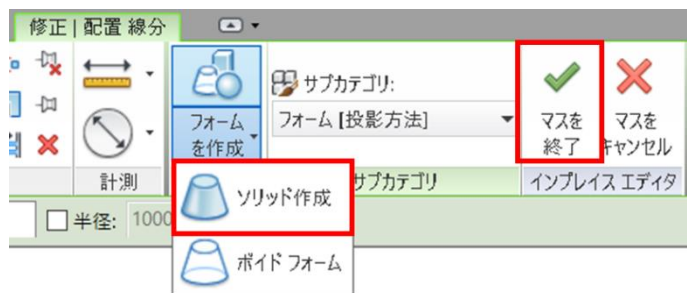 修正 | 配置 線分
フォーム
を作成
サブカテゴリ:
フォーム [投影方法]
マスを
終了
マスを
キャンセル
計測
サブカテゴリ
インプレイス エディタ
ソリッド作成
半径: 1000
ボイド フォーム